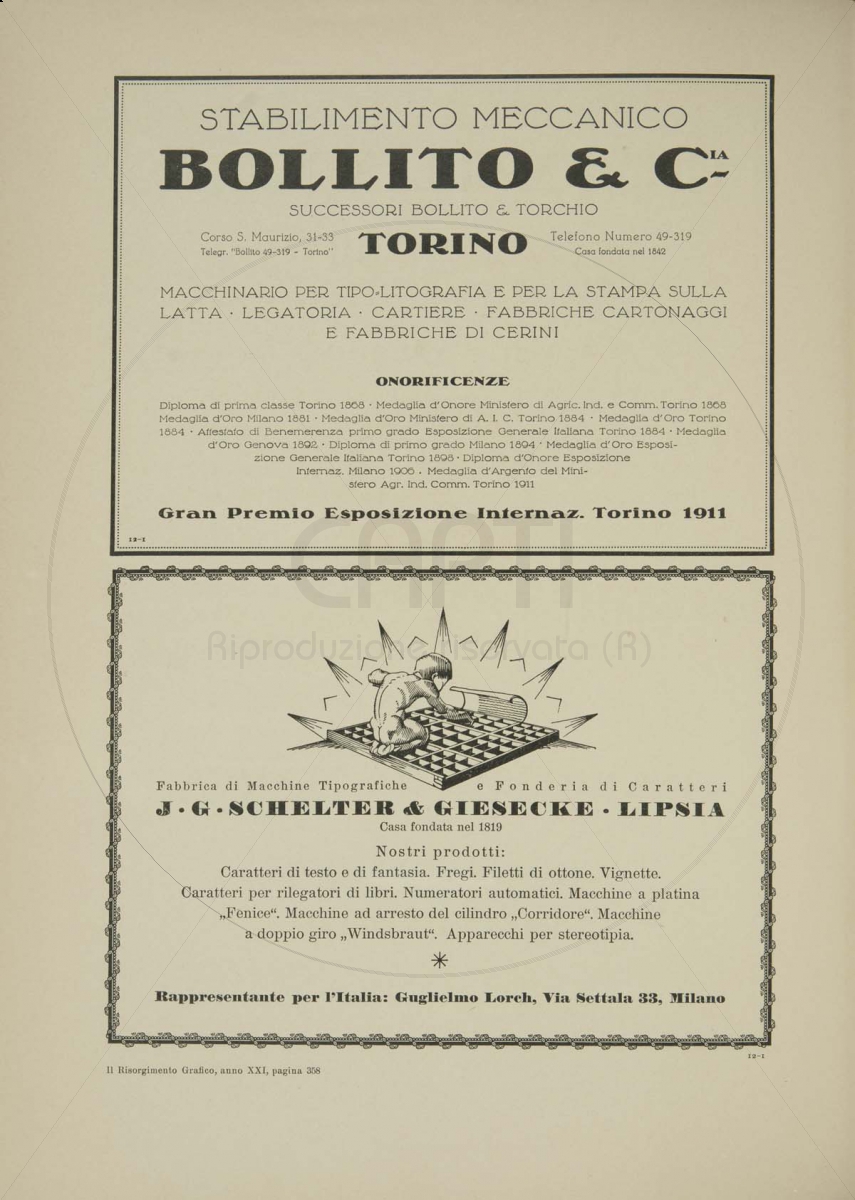 STABILIMENTO MECCANICO
BOLLITO & C.IA
SUCCESSORI BOLLITO & TORCHIO
Corso S. Maurizio, 31-33
Telegr. "Bollito 49-319 - Torino"
TORINO
Telefono Numero 49-319
Casa fondata nel 1842
MACCHINARIO PER TIPO-LITOGRAFIA E PER LA STAMPA SULLA
LATTA · LEGATORIA · CARTIERE · FABBRICHE CARTONAGGI
E FABBRICHE DI CERINI
ONORIFICENZE
Diploma di prima classe Torino 1868 · Medaglia d'Onore Ministero di Agric. Ind. e Comm. Torino 1868
Medaglia d'Oro Milano 1881 · Medaglia d'Oro Ministero di A. I. C. Torino 1884 · Medaglia d'Oro Torino
1884 · Attestato di Benemerenza primo grado Esposizione Generale Italiana Torino 1884 · Medaglia
d'Oro Genova 1892 · Diploma di primo grado Milano 1894 · Medaglia d'Oro Esposi-
zione Generale Italiana Torino 1898 · Diploma d'Onore Esposizione
Internaz. Milano 1906 · Medaglia d'Argento del Mini-
stero Agr. Ind. Comm. Torino 1911
Gran Premio Esposizione Internaz. Torino 1911
12-1
CARTI
Riproduzione riservata (R)
Fabbrica di Macchine Tipografiche e Fonderia di Caratteri
J · G · SCHELTER & GIESECKE · LIPSIA
Casa fondata nel 1819
Nostri prodotti:
Caratteri di testo e di fantasia. Fregi. Filetti di ottone. Vignette.
Caratteri per rilegatori di libri. Numeratori automatici. Macchine a platina
„Fenice“. Macchine ad arresto del cilindro „Corridore“. Macchine
a doppio giro „Windsbraut“. Apparecchi per stereotipia.
Rappresentante per l'Italia: Guglielmo Lorch, Via Settala 33, Milano
12-1
Il Risorgimento Grafico, anno XXI, pagina 358